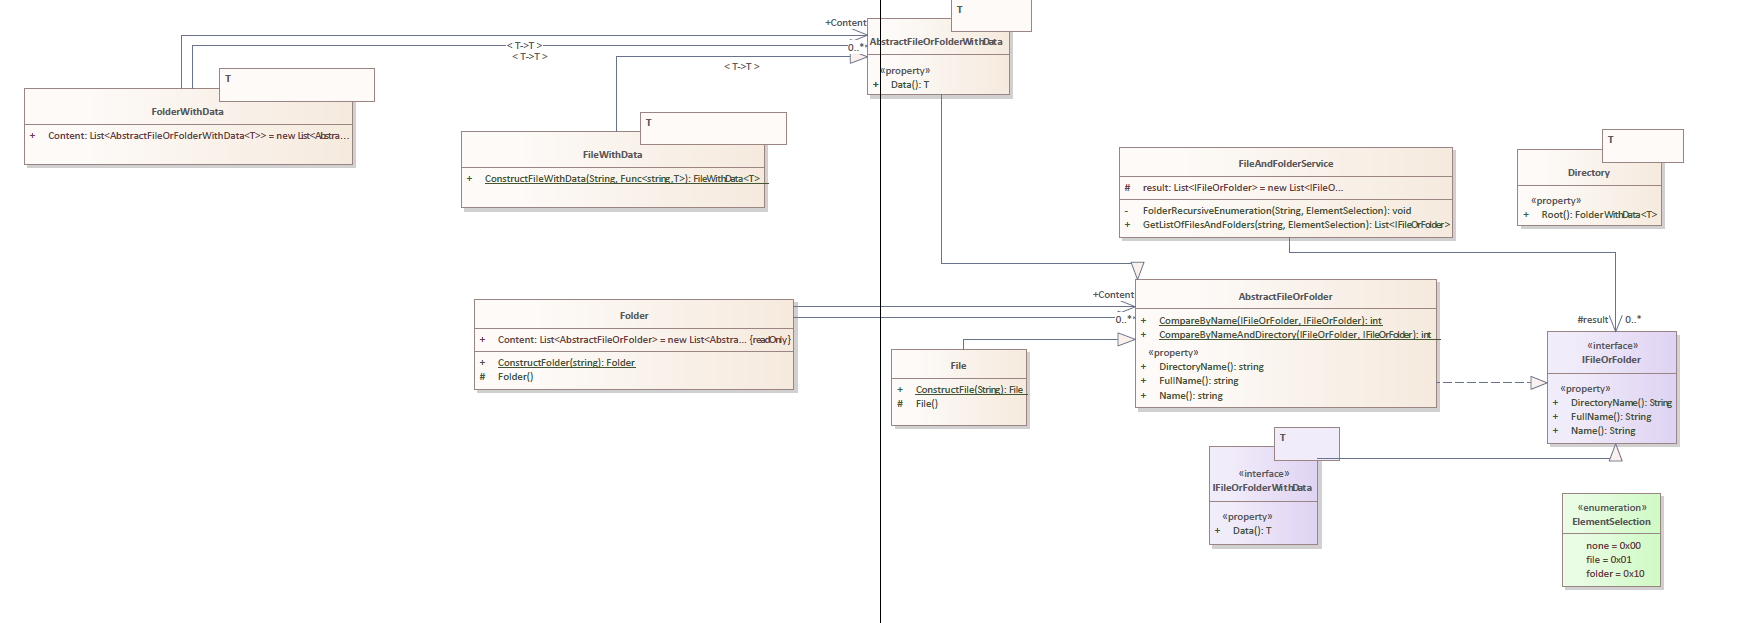 +Content
T
AbstractFileOrFolderWithData
0..*
«property»
+ Data(): T
< T->T >
< T->T >
< T->T >
T
FolderWithData
+ Content: List<AbstractFileOrFolderWithData<T>> = new List<Abstra...
T
FileWithData
+ ConstructFileWithData(String, Func<string,T>): FileWithData<T>
FileAndFolderService
# result: List<IFileOrFolder> = new List<IFileO...
- FolderRecursiveEnumeration(String, ElementSelection): void
+ GetListOfFilesAndFolders(string, ElementSelection): List<IFileOrFolder>
T
Directory
«property»
+ Root(): FolderWithData<T>
+Content
0..*
Folder
+ Content: List<AbstractFileOrFolder> = new List<Abstra... {readOnly}
+ ConstructFolder(string): Folder
# Folder()
AbstractFileOrFolder
+ CompareByName(IFileOrFolder, IFileOrFolder): int
+ CompareByNameAndDirectory(IFileOrFolder, IFileOrFolder): int
«property»
+ DirectoryName(): string
+ FullName(): string
+ Name(): string
File
+ ConstructFile(String): File
# File()
#result
0..*
«interface»
IFileOrFolder
«property»
+ DirectoryName(): String
+ FullName(): String
+ Name(): String
T
«interface»
IFileOrFolderWithData
«property»
+ Data(): T
«enumeration»
ElementSelection
none = 0x00
file = 0x01
folder = 0x10